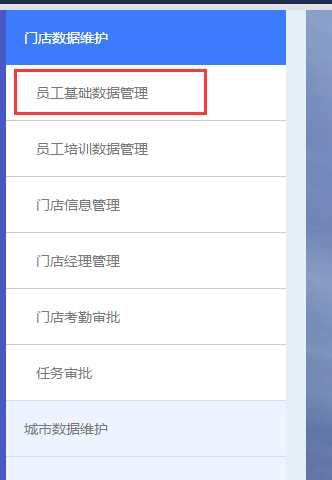 门店数据维护
员工基础数据管理
员工培训数据管理
门店信息管理
门店经理管理
门店考勤审批
任务审批
城市数据维护